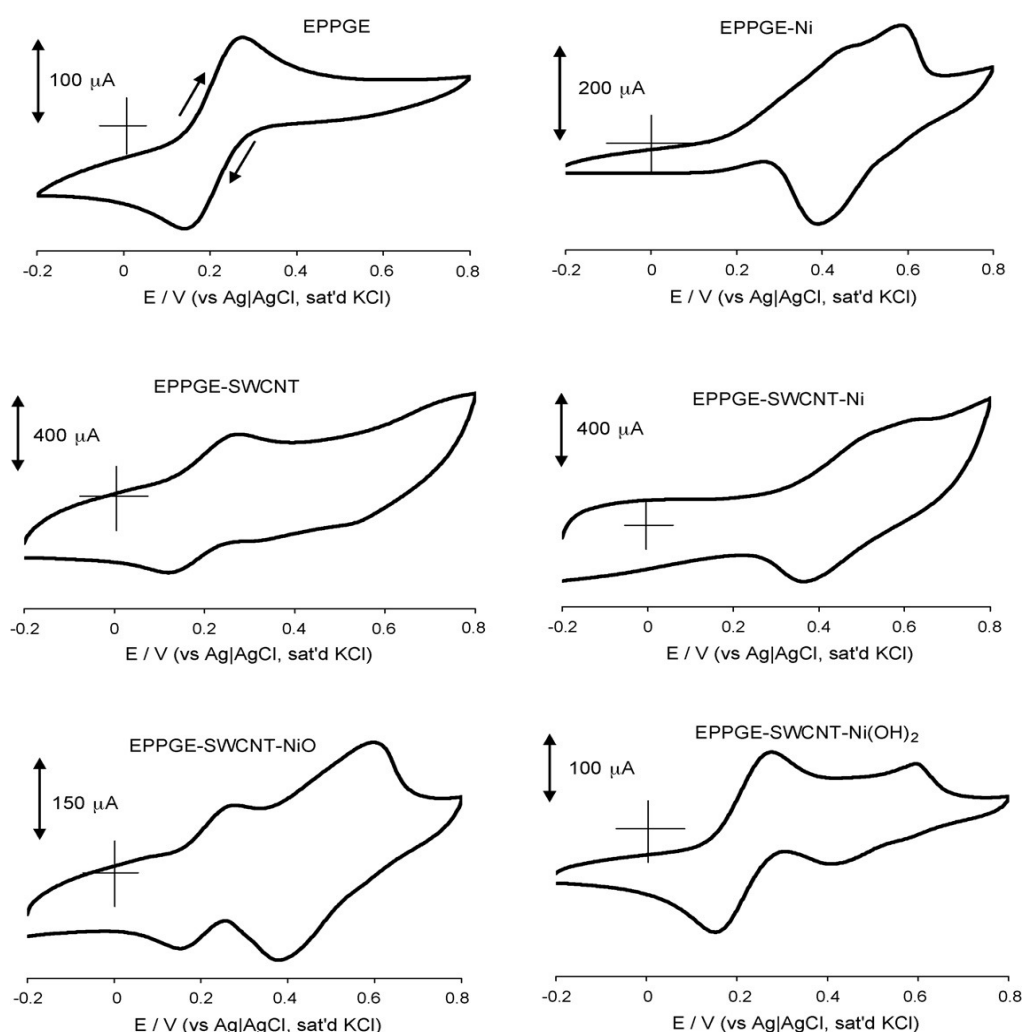 EPPGE
100 μA
-0.2 0 0.2 0.4 0.6 0.8
E / V (vs Ag|AgCl, sat'd KCl)
EPPGE-Ni
200 μA
-0.2 0 0.2 0.4 0.6 0.8
E / V (vs Ag|AgCl, sat'd KCl)
EPPGE-SWCNT
400 μA
-0.2 0 0.2 0.4 0.6 0.8
E / V (vs Ag|AgCl, sat'd KCl)
EPPGE-SWCNT-Ni
400 μA
-0.2 0 0.2 0.4 0.6 0.8
E / V (vs Ag|AgCl, sat'd KCl)
EPPGE-SWCNT-NiO
150 μA
-0.2 0 0.2 0.4 0.6 0.8
E / V (vs Ag|AgCl, sat'd KCl)
EPPGE-SWCNT-Ni(OH)₂
100 μA
-0.2 0 0.2 0.4 0.6 0.8
E / V (vs Ag|AgCl, sat'd KCl)